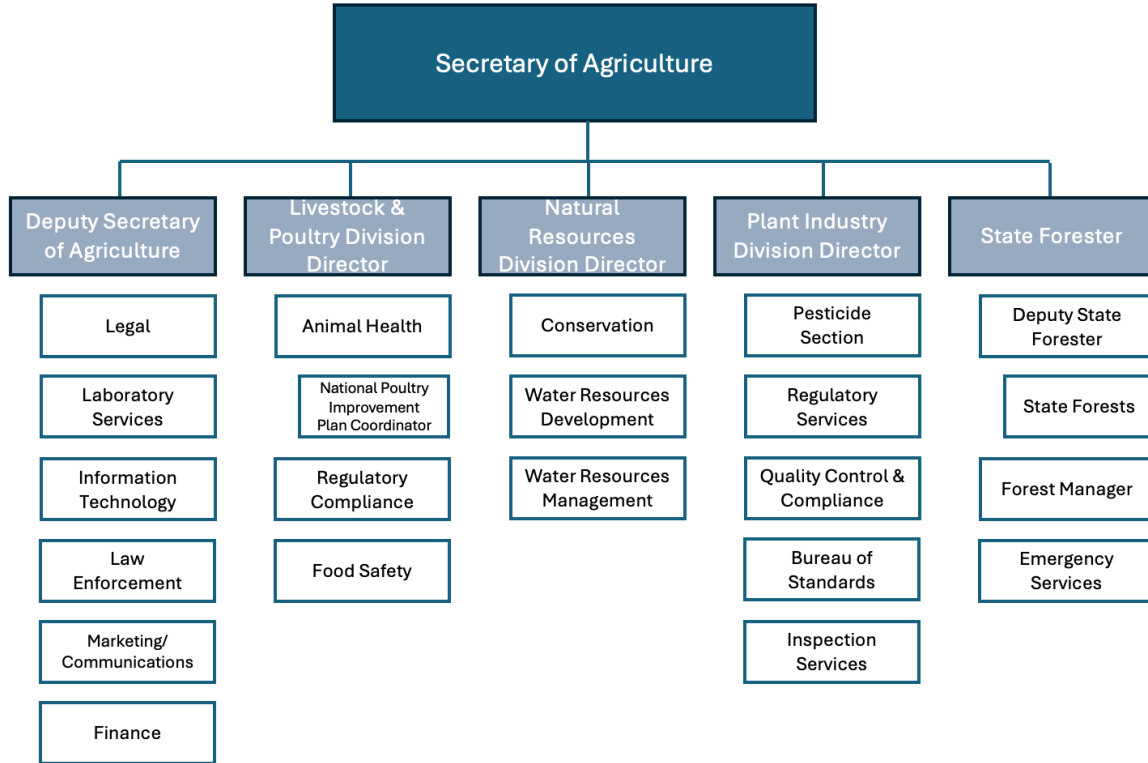 Secretary of Agriculture
Deputy Secretary
of Agriculture
Legal
Laboratory
Services
Information
Technology
Law
Enforcement
Marketing/
Communications
Finance
Livestock &
Poultry Division
Director
Animal Health
National Poultry
Improvement
Plan Coordinator
Regulatory
Compliance
Food Safety
Natural
Resources
Division Director
Conservation
Water Resources
Development
Water Resources
Management
Plant Industry
Division Director
Pesticide
Section
Regulatory
Services
Quality Control &
Compliance
Bureau of
Standards
Inspection
Services
State Forester
Deputy State
Forester
State Forests
Forest Manager
Emergency
Services